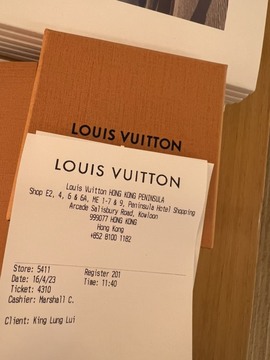 LOUIS VUITTON
LOUIS VUITTON
Louis Vuitton HONG KONG PENINSULA
Shop E2, 4, 6 & 6A, ME 1-7 & 9, Peninsula Hotel Shopping
Arcade Salisbury Road, Kowloon
999077 HONG KONG
Hong Kong
+852 8100 1182
Store: 5411 Register 201
Date: 16/4/23 Time: 11:40
Ticket: 4310
Cashier: Marshall C.
Client: King Lung Lui